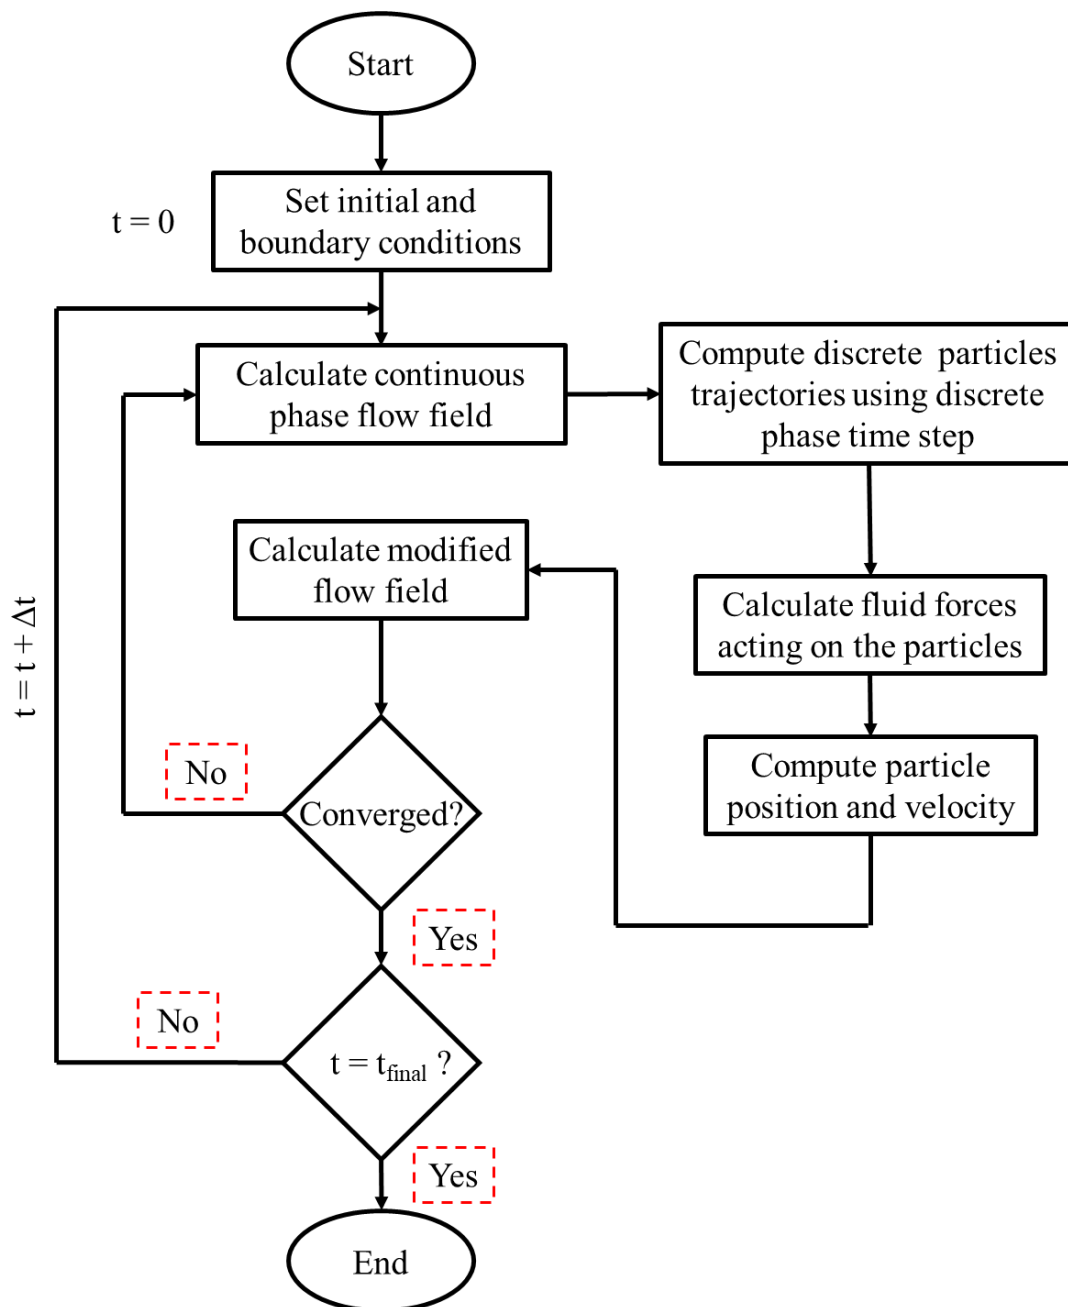 Start
t = 0
Set initial and
boundary conditions
Calculate continuous
phase flow field
Compute discrete particles
trajectories using discrete
phase time step
Calculate modified
flow field
Calculate fluid forces
acting on the particles
t = t + Δt
No
Converged?
Compute particle
position and velocity
Yes
No
t = tfinal ?
Yes
End